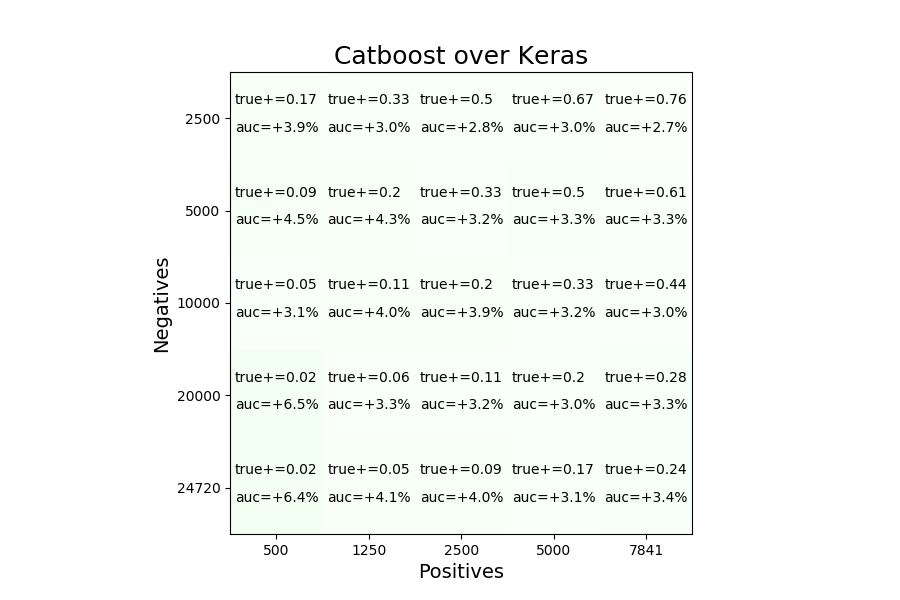 Catboost over Keras
true+=0.17 true+=0.33 true+=0.5 true+=0.67 true+=0.76
2500
auc=+3.9% auc=+3.0% auc=+2.8% auc=+3.0% auc=+2.7%
true+=0.09 true+=0.2 true+=0.33 true+=0.5 true+=0.61
5000
auc=+4.5% auc=+4.3% auc=+3.2% auc=+3.3% auc=+3.3%
Negatives
true+=0.05 true+=0.11 true+=0.2 true+=0.33 true+=0.44
10000
auc=+3.1% auc=+4.0% auc=+3.9% auc=+3.2% auc=+3.0%
true+=0.02 true+=0.06 true+=0.11 true+=0.2 true+=0.28
20000
auc=+6.5% auc=+3.3% auc=+3.2% auc=+3.0% auc=+3.3%
true+=0.02 true+=0.05 true+=0.09 true+=0.17 true+=0.24
24720
auc=+6.4% auc=+4.1% auc=+4.0% auc=+3.1% auc=+3.4%
500 1250 2500 5000 7841
Positives